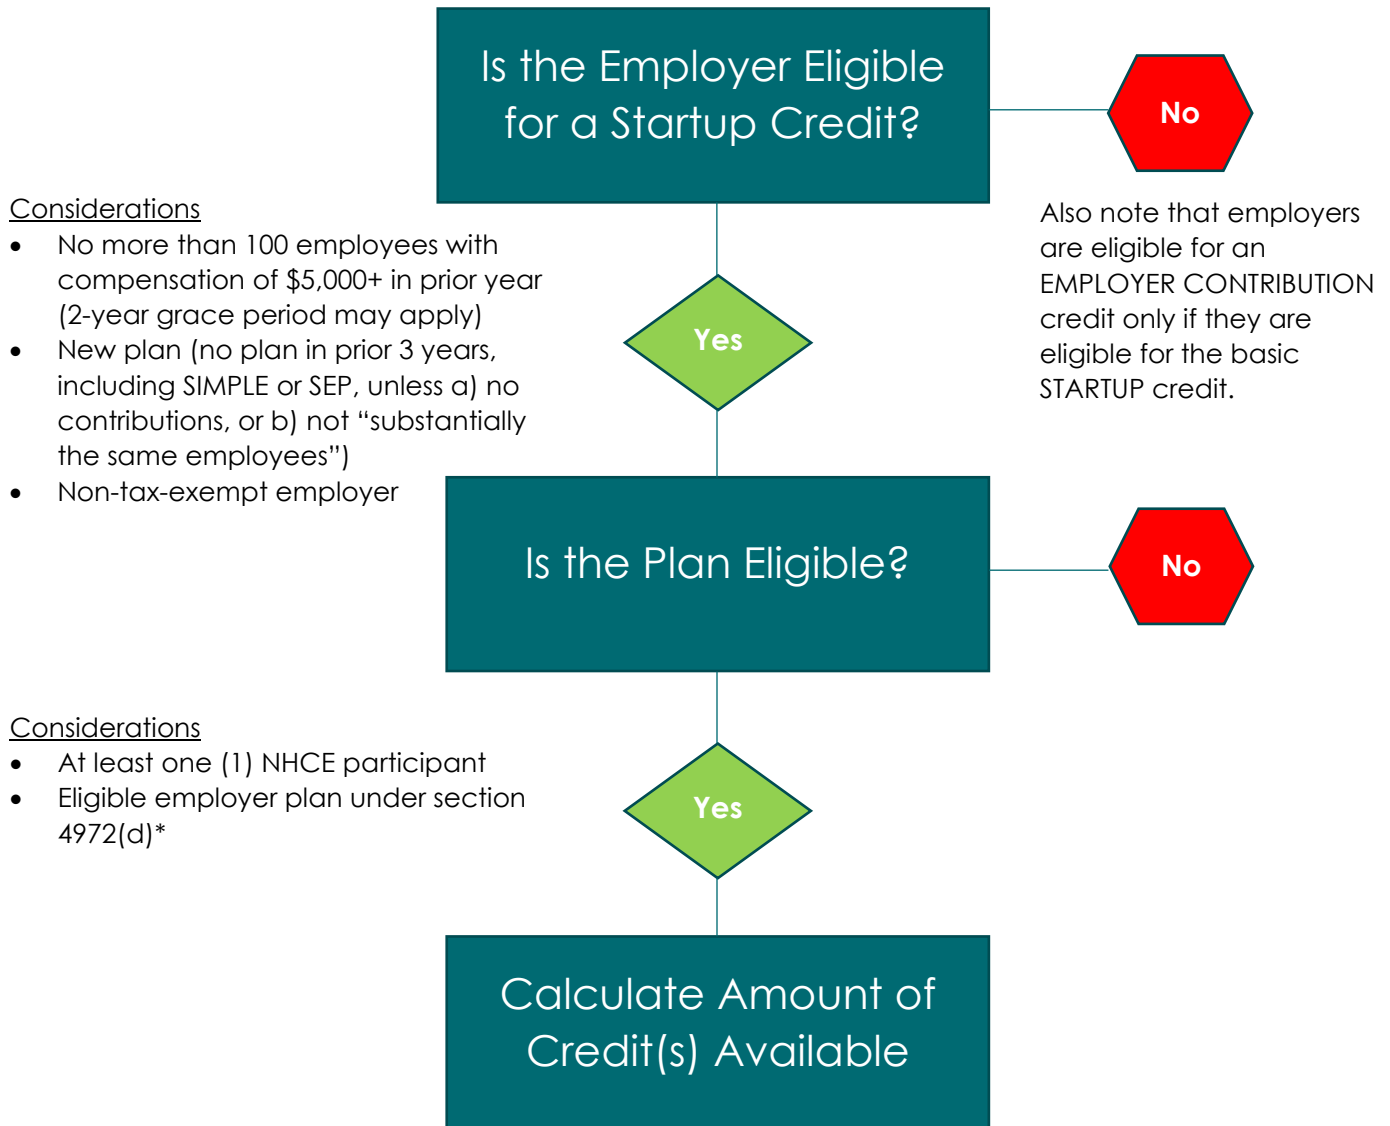 Is the Employer Eligible
for a Startup Credit?
No
Considerations
• No more than 100 employees with
compensation of $5,000+ in prior year
(2-year grace period may apply)
• New plan (no plan in prior 3 years,
including SIMPLE or SEP, unless a) no
contributions, or b) not “substantially
the same employees”)
• Non-tax-exempt employer
Also note that employers
are eligible for an
EMPLOYER CONTRIBUTION
credit only if they are
eligible for the basic
STARTUP credit.
Yes
Is the Plan Eligible?
No
Considerations
• At least one (1) NHCE participant
• Eligible employer plan under section
4972(d)*
Yes
Calculate Amount of
Credit(s) Available